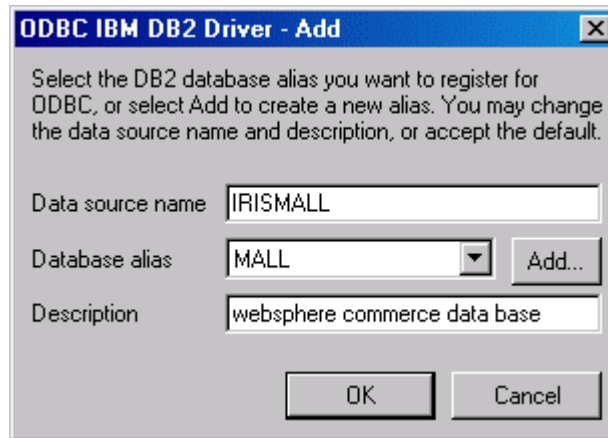 ODBC IBM DB2 Driver - Add
Select the DB2 database alias you want to register for
ODBC, or select Add to create a new alias. You may change
the data source name and description, or accept the default.
Data source name IRISMALL
Database alias MALL Add...
Description websphere commerce data base
OK Cancel